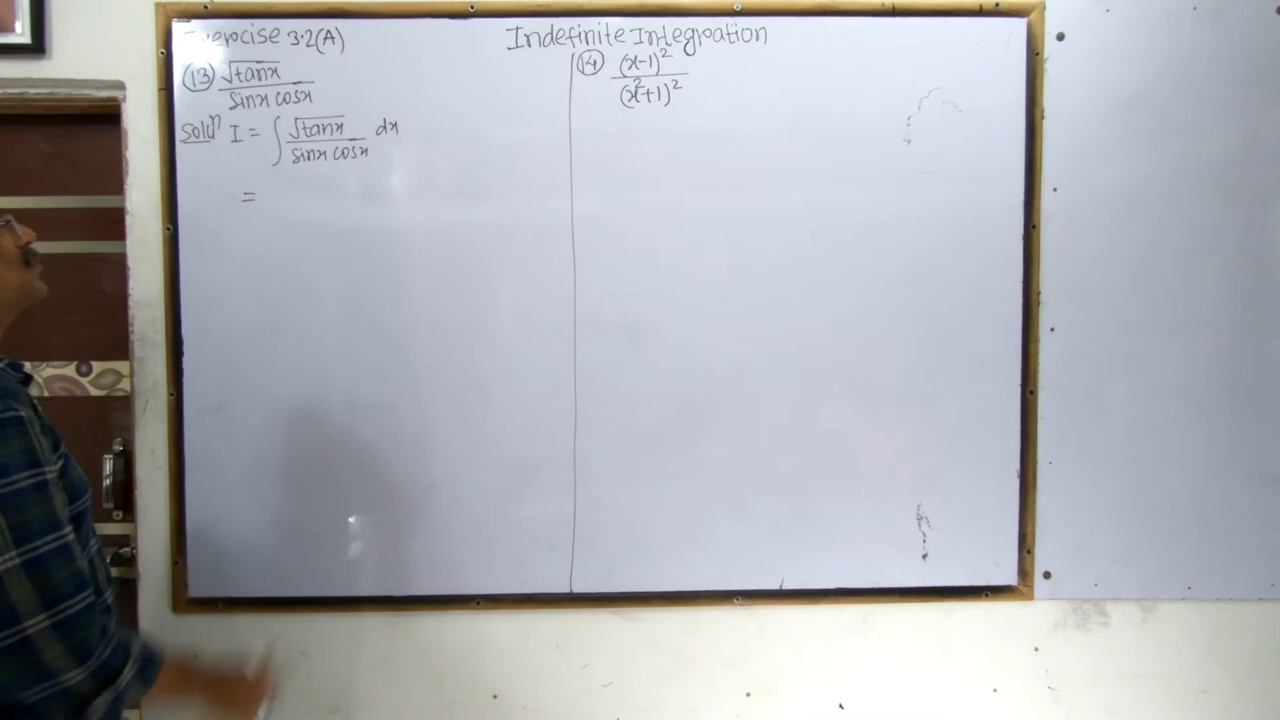 Exercise 3.2(A)
Indefinite Integration
(13) √tanx / sinx cosx
Soluⁿ I = ∫ √tanx / sinx cosx dx
=
(14) (x-1)² / (x²+1)²